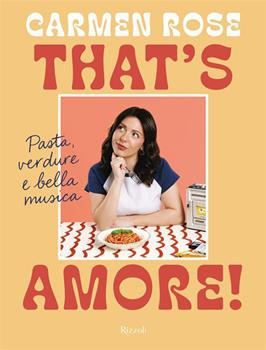 CARMEN ROSE
THAT'S
Pasta,
verdure
e bella
musica
AMORE!
Rizzoli